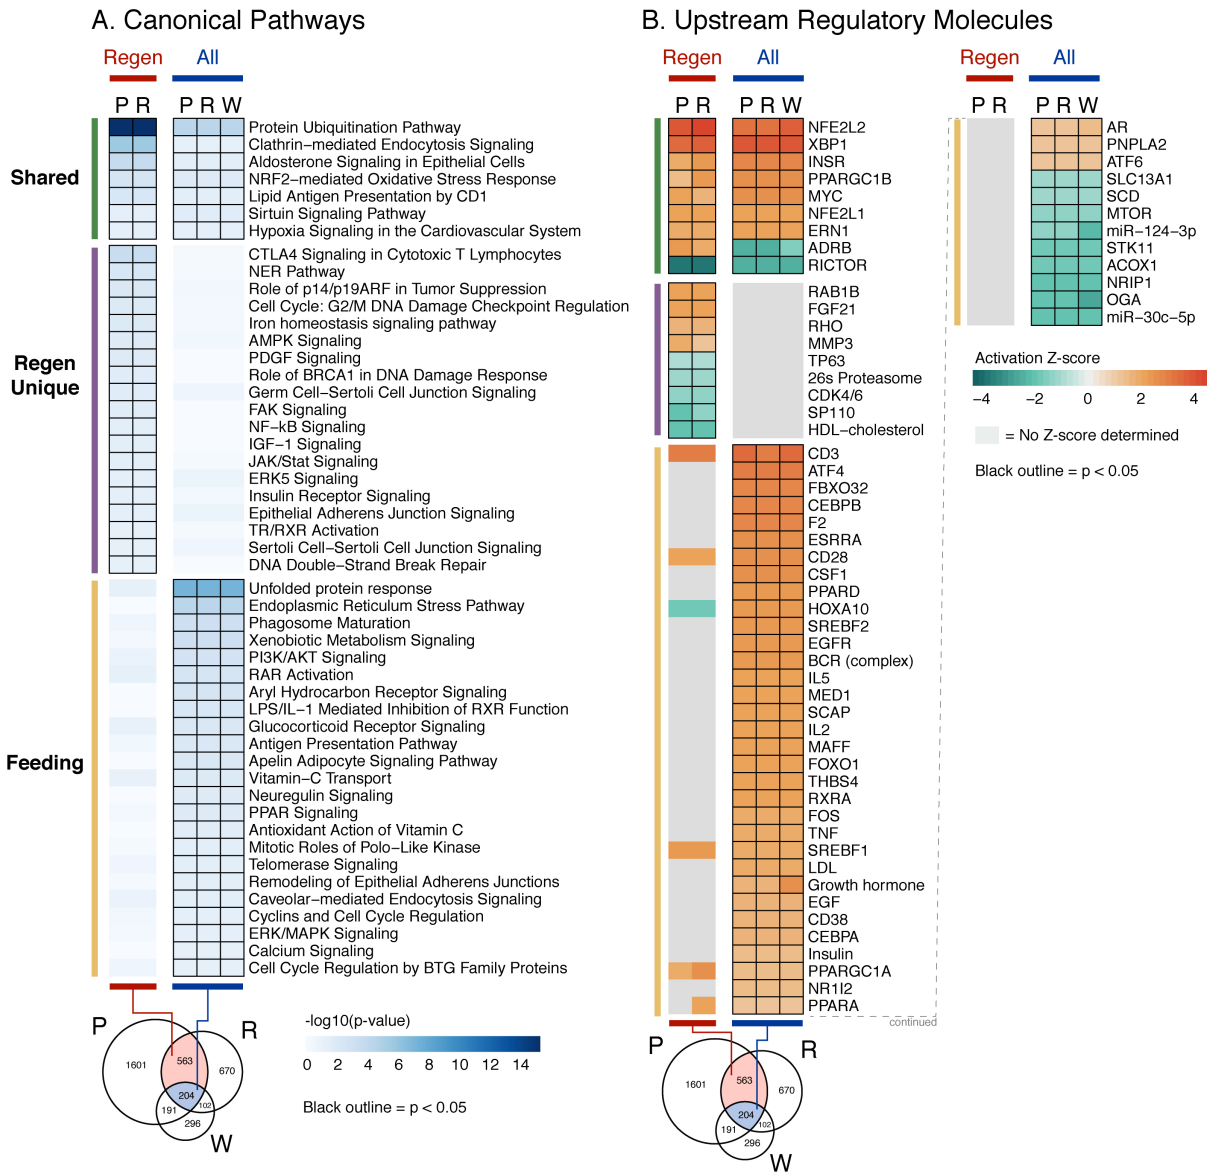 A. Canonical Pathways
Regen
All
P R
P R W
Shared
Protein Ubiquitination Pathway
Clathrin−mediated Endocytosis Signaling
Aldosterone Signaling in Epithelial Cells
NRF2−mediated Oxidative Stress Response
Lipid Antigen Presentation by CD1
Sirtuin Signaling Pathway
Hypoxia Signaling in the Cardiovascular System
Regen
Unique
CTLA4 Signaling in Cytotoxic T Lymphocytes
NER Pathway
Role of p14/p19ARF in Tumor Suppression
Cell Cycle: G2/M DNA Damage Checkpoint Regulation
Iron homeostasis signaling pathway
AMPK Signaling
PDGF Signaling
Role of BRCA1 in DNA Damage Response
Germ Cell−Sertoli Cell Junction Signaling
FAK Signaling
NF−kB Signaling
IGF−1 Signaling
JAK/Stat Signaling
ERK5 Signaling
Insulin Receptor Signaling
Epithelial Adherens Junction Signaling
TR/RXR Activation
Sertoli Cell−Sertoli Cell Junction Signaling
DNA Double−Strand Break Repair
Feeding
Unfolded protein response
Endoplasmic Reticulum Stress Pathway
Phagosome Maturation
Xenobiotic Metabolism Signaling
PI3K/AKT Signaling
RAR Activation
Aryl Hydrocarbon Receptor Signaling
LPS/IL−1 Mediated Inhibition of RXR Function
Glucocorticoid Receptor Signaling
Antigen Presentation Pathway
Apelin Adipocyte Signaling Pathway
Vitamin−C Transport
Neuregulin Signaling
PPAR Signaling
Antioxidant Action of Vitamin C
Mitotic Roles of Polo−Like Kinase
Telomerase Signaling
Remodeling of Epithelial Adherens Junctions
Caveolar−mediated Endocytosis Signaling
Cyclins and Cell Cycle Regulation
ERK/MAPK Signaling
Calcium Signaling
Cell Cycle Regulation by BTG Family Proteins
P
R
W
1601
563
670
204
191
102
296
-log10(p-value)
0 2 4 6 8 10 12 14
Black outline = p < 0.05
B. Upstream Regulatory Molecules
Regen
All
P R
P R W
NFE2L2
XBP1
INSR
PPARGC1B
MYC
NFE2L1
ERN1
ADRB
RICTOR
RAB1B
FGF21
RHO
MMP3
TP63
26s Proteasome
CDK4/6
SP110
HDL−cholesterol
CD3
ATF4
FBXO32
CEBPB
F2
ESRRA
CD28
CSF1
PPARD
HOXA10
SREBF2
EGFR
BCR (complex)
IL5
MED1
SCAP
IL2
MAFF
FOXO1
THBS4
RXRA
FOS
TNF
SREBF1
LDL
Growth hormone
EGF
CD38
CEBPA
Insulin
PPARGC1A
NR1I2
PPARA
continued
P
R
W
1601
563
670
204
191
102
296
Regen
All
P R
P R W
AR
PNPLA2
ATF6
SLC13A1
SCD
MTOR
miR−124−3p
STK11
ACOX1
NRIP1
OGA
miR−30c−5p
Activation Z-score
−4 −2 0 2 4
= No Z-score determined
Black outline = p < 0.05